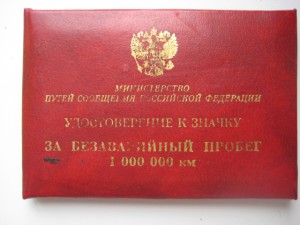 МИНИСТЕРСТВО
ПУТЕЙ СООБЩЕНИЯ РОССИЙСКОЙ ФЕДЕРАЦИИ
УДОСТОВЕРЕНИЕ К ЗНАЧКУ
ЗА БЕЗАВАРИЙНЫЙ ПРОБЕГ
1 000 000 км